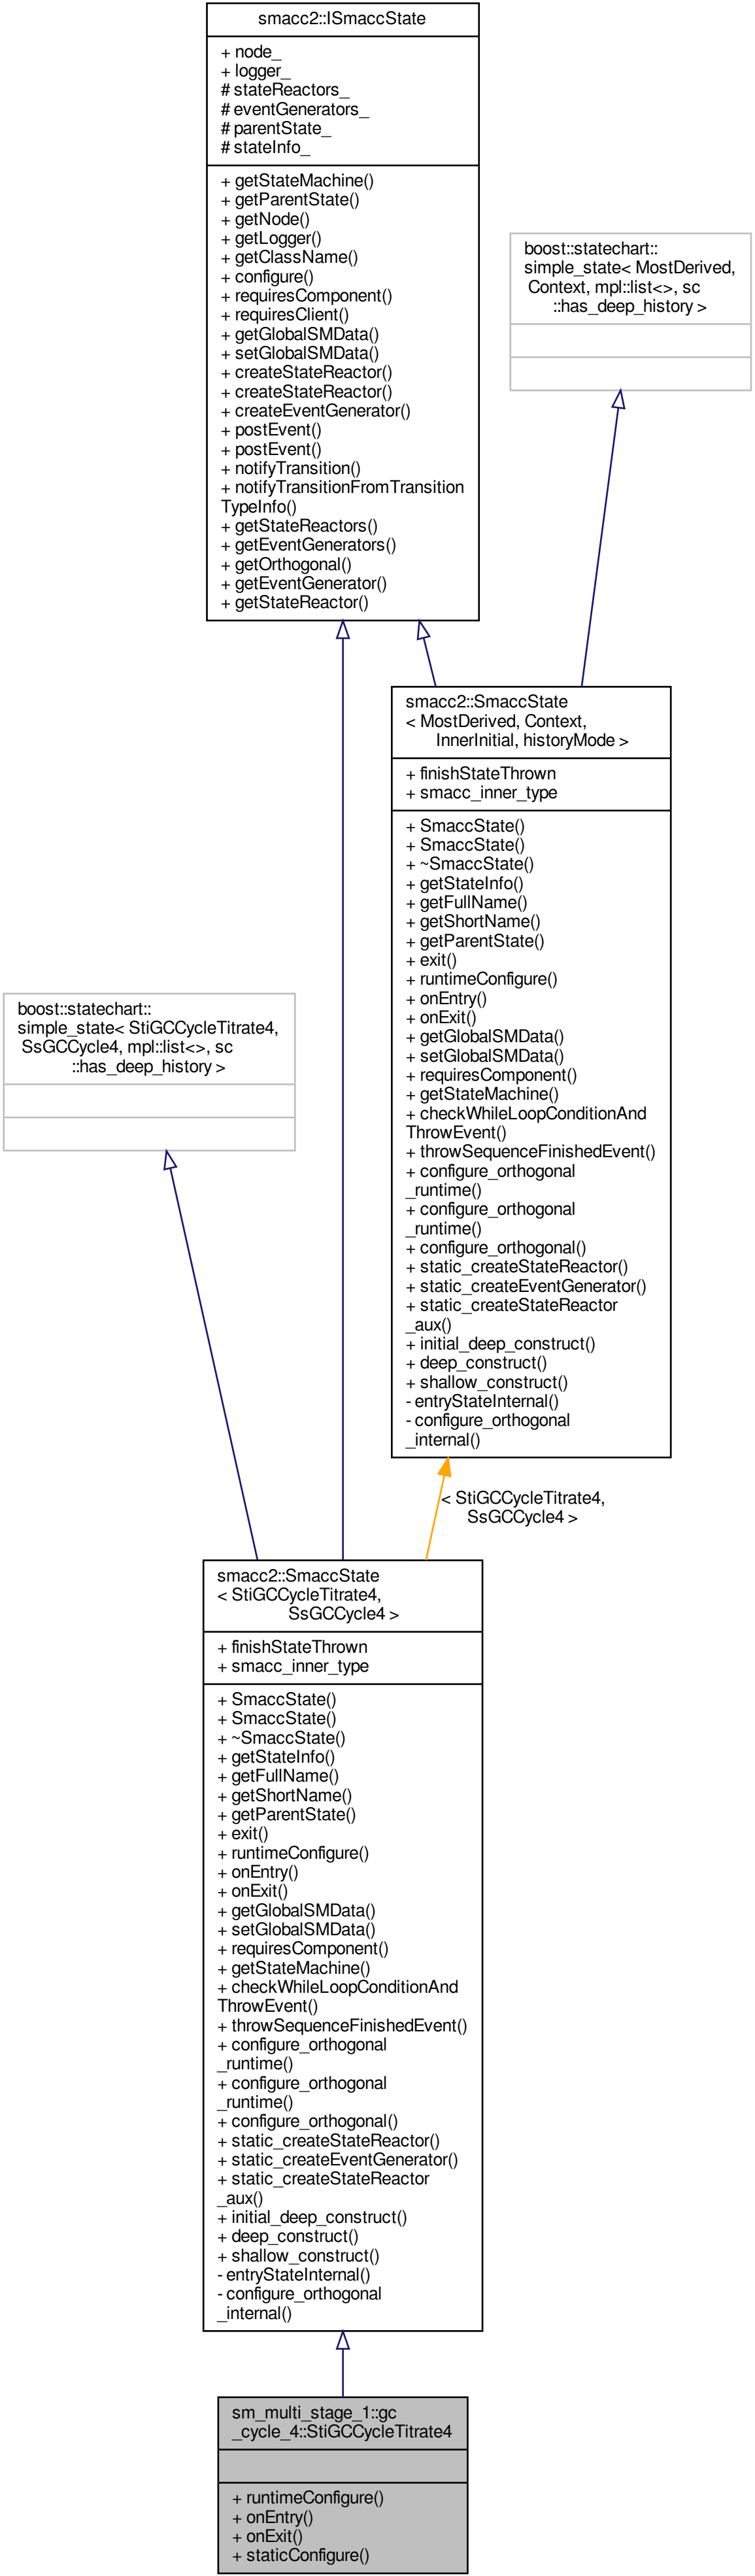 smacc2::ISmaccState
+ node_
+ logger_
# stateReactors_
# eventGenerators_
# parentState_
# stateInfo_
+ getStateMachine()
+ getParentState()
+ getNode()
+ getLogger()
+ getClassName()
+ configure()
+ requiresComponent()
+ requiresClient()
+ getGlobalSMData()
+ setGlobalSMData()
+ createStateReactor()
+ createStateReactor()
+ createEventGenerator()
+ postEvent()
+ postEvent()
+ notifyTransition()
+ notifyTransitionFromTransition
TypeInfo()
+ getStateReactors()
+ getEventGenerators()
+ getOrthogonal()
+ getEventGenerator()
+ getStateReactor()
boost::statechart::
simple_state< MostDerived,
Context, mpl::list<>, sc
::has_deep_history >
smacc2::SmaccState
< MostDerived, Context,
InnerInitial, historyMode >
+ finishStateThrown
+ smacc_inner_type
+ SmaccState()
+ SmaccState()
+ ~SmaccState()
+ getStateInfo()
+ getFullName()
+ getShortName()
+ getParentState()
+ exit()
+ runtimeConfigure()
+ onEntry()
+ onExit()
+ getGlobalSMData()
+ setGlobalSMData()
+ requiresComponent()
+ getStateMachine()
+ checkWhileLoopConditionAnd
ThrowEvent()
+ throwSequenceFinishedEvent()
+ configure_orthogonal
_runtime()
+ configure_orthogonal
_runtime()
+ configure_orthogonal()
+ static_createStateReactor()
+ static_createEventGenerator()
+ static_createStateReactor
_aux()
+ initial_deep_construct()
+ deep_construct()
+ shallow_construct()
- entryStateInternal()
- configure_orthogonal
_internal()
boost::statechart::
simple_state< StiGCCycleTitrate4,
SsGCCycle4, mpl::list<>, sc
::has_deep_history >
< StiGCCycleTitrate4,
SsGCCycle4 >
smacc2::SmaccState
< StiGCCycleTitrate4,
SsGCCycle4 >
+ finishStateThrown
+ smacc_inner_type
+ SmaccState()
+ SmaccState()
+ ~SmaccState()
+ getStateInfo()
+ getFullName()
+ getShortName()
+ getParentState()
+ exit()
+ runtimeConfigure()
+ onEntry()
+ onExit()
+ getGlobalSMData()
+ setGlobalSMData()
+ requiresComponent()
+ getStateMachine()
+ checkWhileLoopConditionAnd
ThrowEvent()
+ throwSequenceFinishedEvent()
+ configure_orthogonal
_runtime()
+ configure_orthogonal
_runtime()
+ configure_orthogonal()
+ static_createStateReactor()
+ static_createEventGenerator()
+ static_createStateReactor
_aux()
+ initial_deep_construct()
+ deep_construct()
+ shallow_construct()
- entryStateInternal()
- configure_orthogonal
_internal()
sm_multi_stage_1::gc
_cycle_4::StiGCCycleTitrate4
+ runtimeConfigure()
+ onEntry()
+ onExit()
+ staticConfigure()